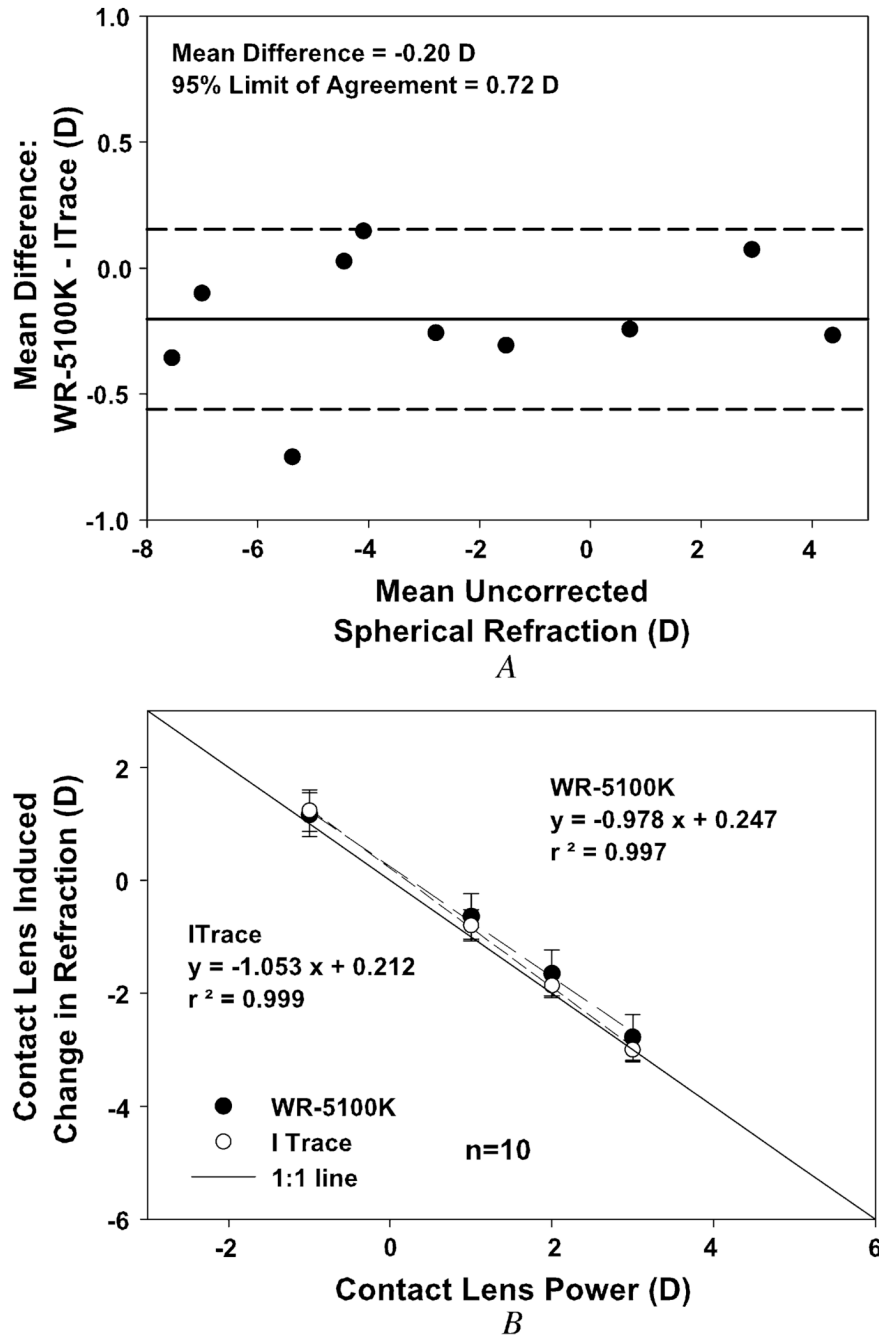 Mean Difference = -0.20 D
95% Limit of Agreement = 0.72 D
Mean Difference:
WR-5100K - ITrace (D)
1.0
0.5
0.0
-0.5
-1.0
-8 -6 -4 -2 0 2 4
Mean Uncorrected
Spherical Refraction (D)
A
Contact Lens Induced
Change in Refraction (D)
2
0
-2
-4
-6
WR-5100K
y = -0.978 x + 0.247
r ² = 0.997
ITrace
y = -1.053 x + 0.212
r ² = 0.999
WR-5100K
I Trace
1:1 line
n=10
-2 0 2 4 6
Contact Lens Power (D)
B